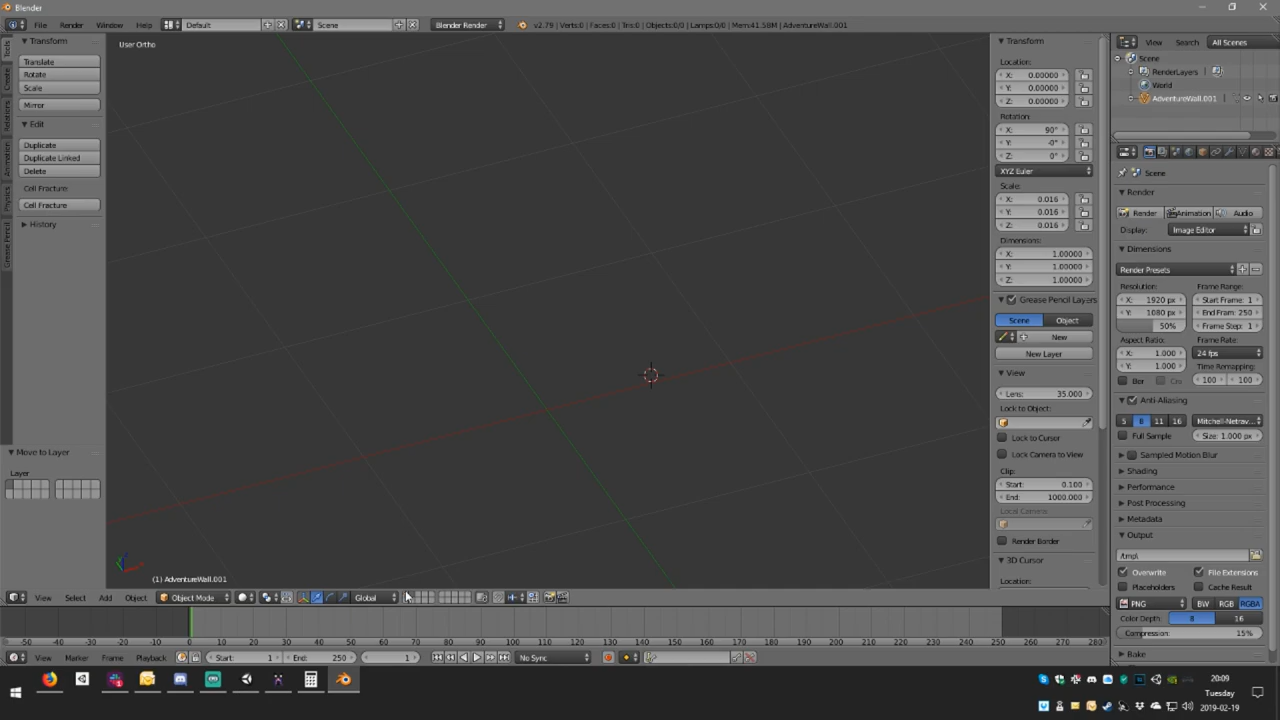 Blender
File Render Window Help Default Scene Blender Render v2.79 | Verts:0 | Faces:0 | Tris:0 | Objects:0/0 | Lamps:0/0 | Mem:41.58M | AdventureWall.001
Transform
Translate
Rotate
Scale
Mirror
Edit
Duplicate
Duplicate Linked
Delete
Cell Fracture
Cell Fracture
History
Move to Layer
Layer
Tools
Create
Relations
Animation
Physics
Grease Pencil
User Ortho
(1) AdventureWall.001
Transform
Location:
X: 0.00000
Y: 0.00000
Z: 0.00000
Rotation:
X: 90°
Y: -0°
Z: 0°
XYZ Euler
Scale:
X: 0.016
Y: 0.016
Z: 0.016
Dimensions:
X: 1.00000
Y: 1.00000
Z: 1.00000
Grease Pencil Layers
Scene Object
New
New Layer
View
Lens: 35.000
Lock to Object:
Lock to Cursor
Lock Camera to View
Clip:
Start: 0.100
End: 1000.000
Local Camera:
Render Border
3D Cursor
Location:
View Search All Scenes
Scene
RenderLayers
World
AdventureWall.001
Scene
Render
Render Animation Audio
Display: Image Editor
Dimensions
Render Presets
Resolution: Frame Range:
X: 1920 px Start Frame: 1
Y: 1080 px End Fram: 250
50% Frame Step: 1
Aspect Ratio: Frame Rate:
X: 1.000 24 fps
Y: 1.000 Time Remapping:
Bor Cro 100 100
Anti-Aliasing
5 8 11 16 Mitchell-Netrav...
Full Sample Size: 1.000 px
Sampled Motion Blur
Shading
Performance
Post Processing
Metadata
Output
/tmp\
Overwrite File Extensions
Placeholders Cache Result
PNG BW RGB RGBA
Color Depth: 8 16
Compression: 15%
Bake
View Select Add Object Object Mode Global
-50 -40 -30 -20 -10 0 10 20 30 40 50 60 70 80 90 100 110 120 130 140 150 160 170 180 190 200 210 220 230 240 250 260 270 280
View Marker Frame Playback Start: 1 End: 250 1 No Sync
20:09
Tuesday
2019-02-19